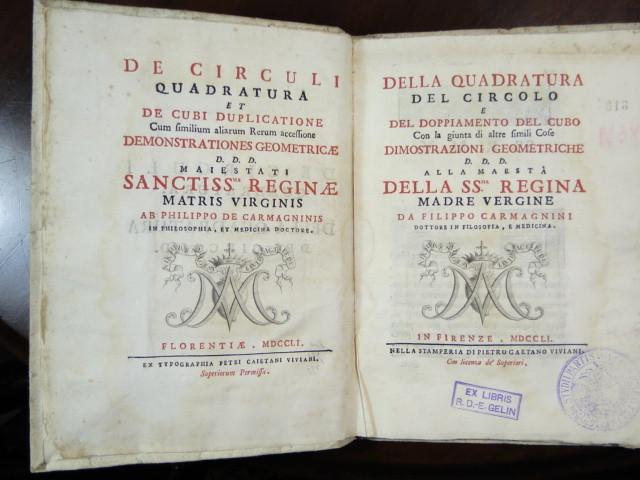 DE CIRCULI
QUADRATURA
ET
DE CUBI DUPLICATIONE
Cum similium aliarum Rerum accessione
DEMONSTRATIONES GEOMETRICÆ
D. D. D.
MAIESTATI
SANCTISS.MÆ REGINÆ
MATRIS VIRGINIS
AB PHILIPPO DE CARMAGNINIS
IN PHILOSOPHIA, ET MEDICINA DOCTORE.
FLORENTIÆ. MDCCLI.
EX TYPOGRAPHIA PETRI CAIETANI VIVIANI.
Superiorum Permissu.
DELLA QUADRATURA
DEL CIRCOLO
E
DEL DOPPIAMENTO DEL CUBO
Con la giunta di altre simili Cose
DIMOSTRAZIONI GEOMETRICHE
D. D. D.
ALLA MAESTÀ
DELLA SS.MA REGINA
MADRE VERGINE
DA FILIPPO CARMAGNINI
DOTTORE IN FILOSOFIA, E MEDICINA.
IN FIRENZE. MDCCLI.
NELLA STAMPERIA DI PIETRO GAETANO VIVIANI.
Con licenza de' Superiori.
EX LIBRIS
R. D.-E. GELIN